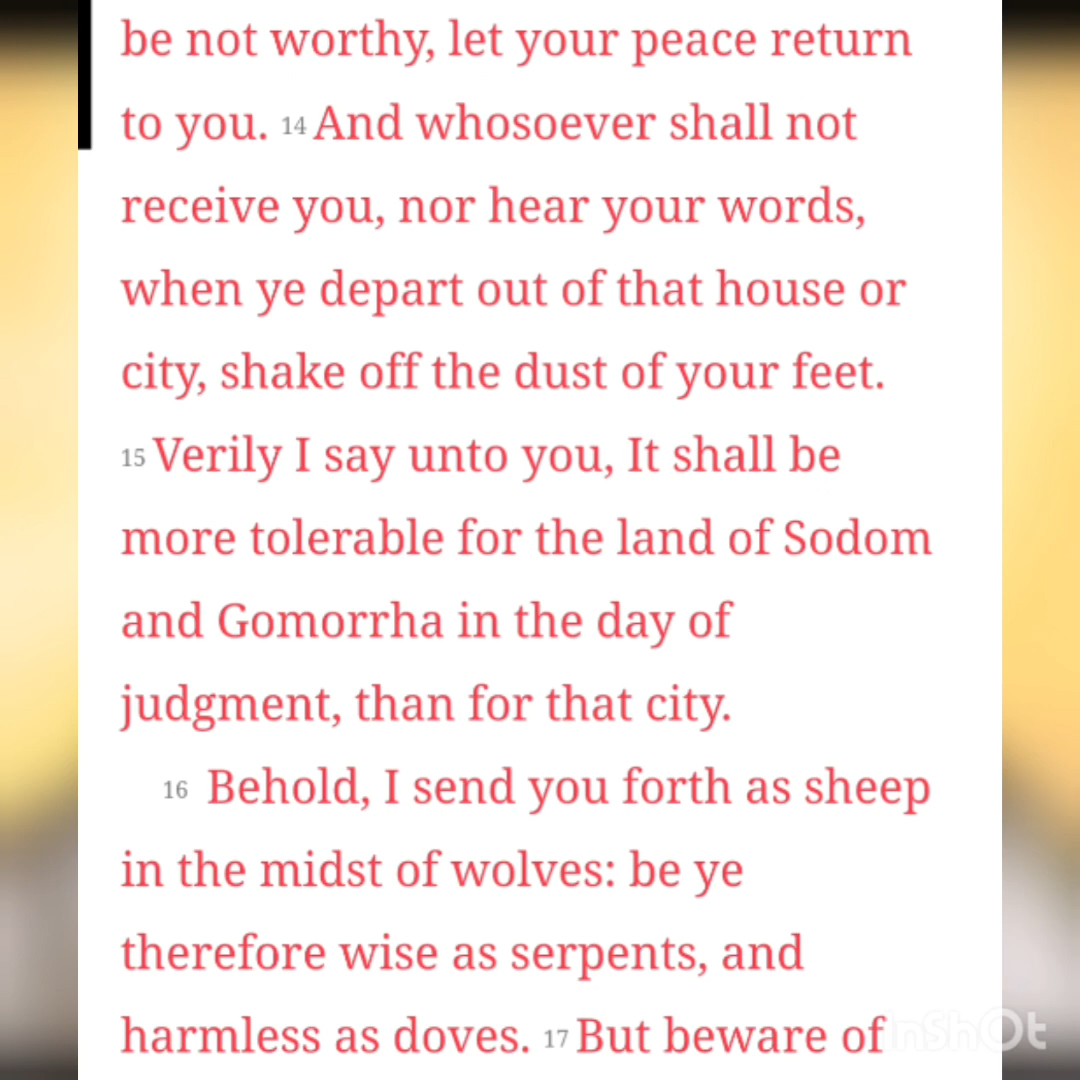 be not worthy, let your peace return
to you. 14 And whosoever shall not
receive you, nor hear your words,
when ye depart out of that house or
city, shake off the dust of your feet.
15 Verily I say unto you, It shall be
more tolerable for the land of Sodom
and Gomorrha in the day of
judgment, than for that city.
16 Behold, I send you forth as sheep
in the midst of wolves: be ye
therefore wise as serpents, and
harmless as doves. 17 But beware of
InShOt